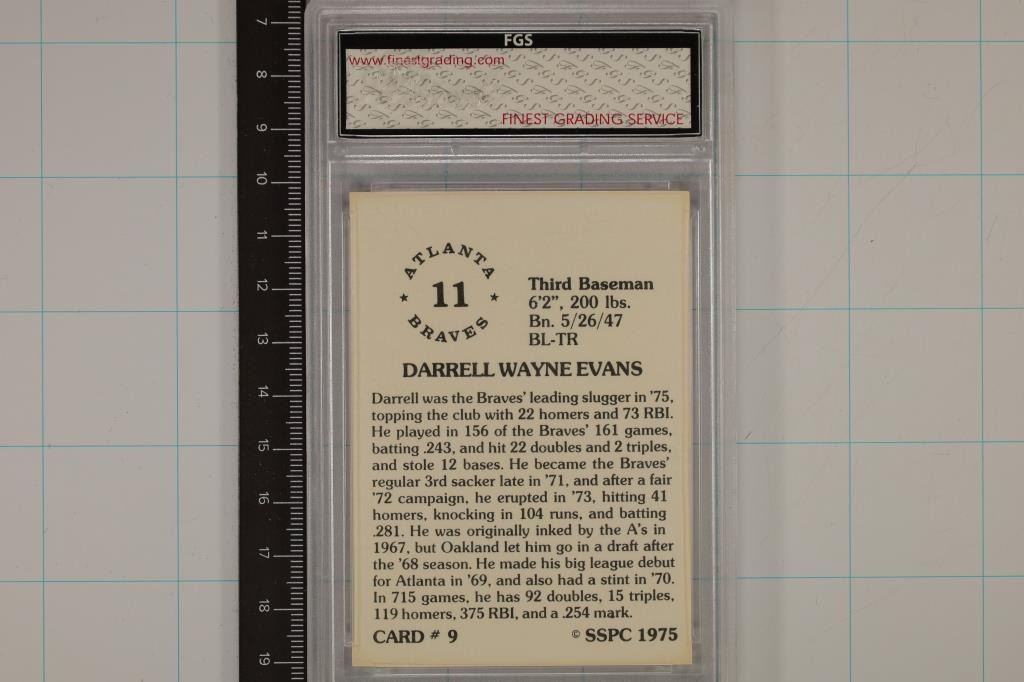 FGS
www.finestgrading.com
FINEST GRADING SERVICE
7
8
9
10
11
12
13
14
15
16
17
18
19
ATLANTA
11
BRAVES
Third Baseman
6'2", 200 lbs.
Bn. 5/26/47
BL-TR
DARRELL WAYNE EVANS
Darrell was the Braves' leading slugger in '75,
topping the club with 22 homers and 73 RBI.
He played in 156 of the Braves' 161 games,
batting .243, and hit 22 doubles and 2 triples,
and stole 12 bases. He became the Braves'
regular 3rd sacker late in '71, and after a fair
'72 campaign, he erupted in '73, hitting 41
homers, knocking in 104 runs, and batting
.281. He was originally inked by the A's in
1967, but Oakland let him go in a draft after
the '68 season. He made his big league debut
for Atlanta in '69, and also had a stint in '70.
In 715 games, he has 92 doubles, 15 triples,
119 homers, 375 RBI, and a .254 mark.
CARD # 9
© SSPC 1975